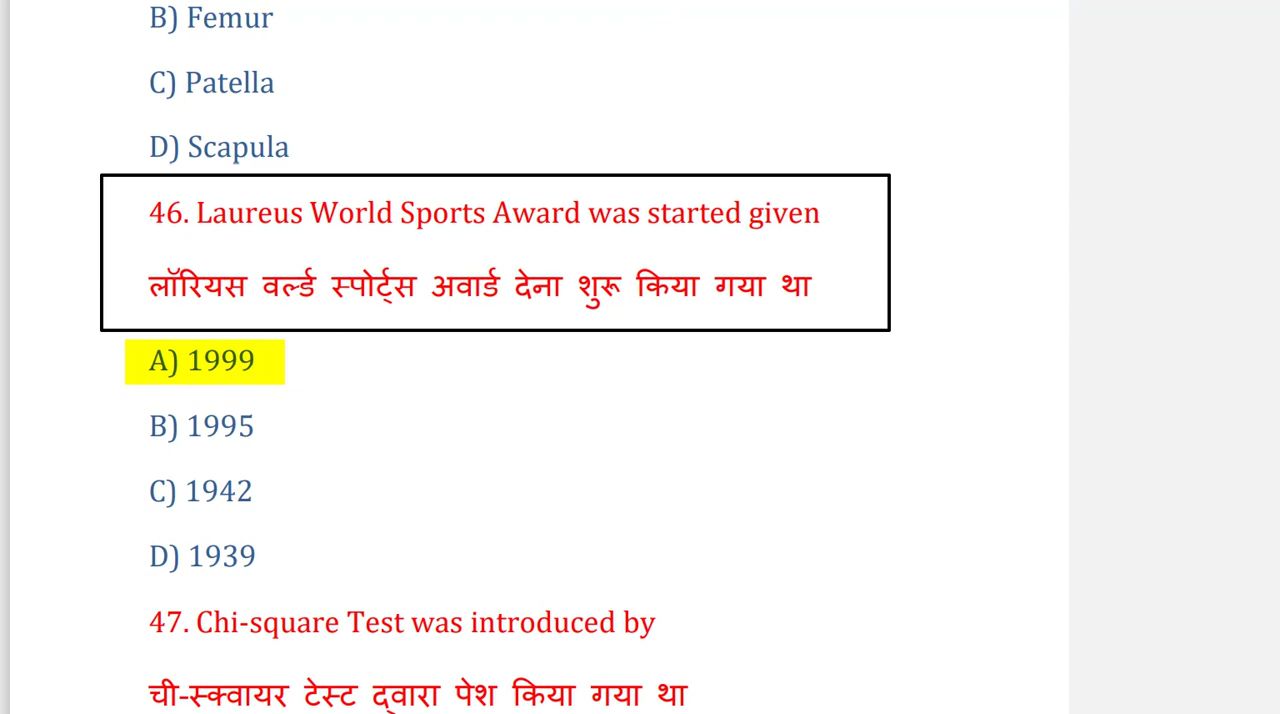 B) Femur
C) Patella
D) Scapula
46. Laureus World Sports Award was started given
लॉरियस वर्ल्ड स्पोर्ट्स अवार्ड देना शुरू किया गया था
A) 1999
B) 1995
C) 1942
D) 1939
47. Chi-square Test was introduced by
ची-स्क्वायर टेस्ट द्वारा पेश किया गया था